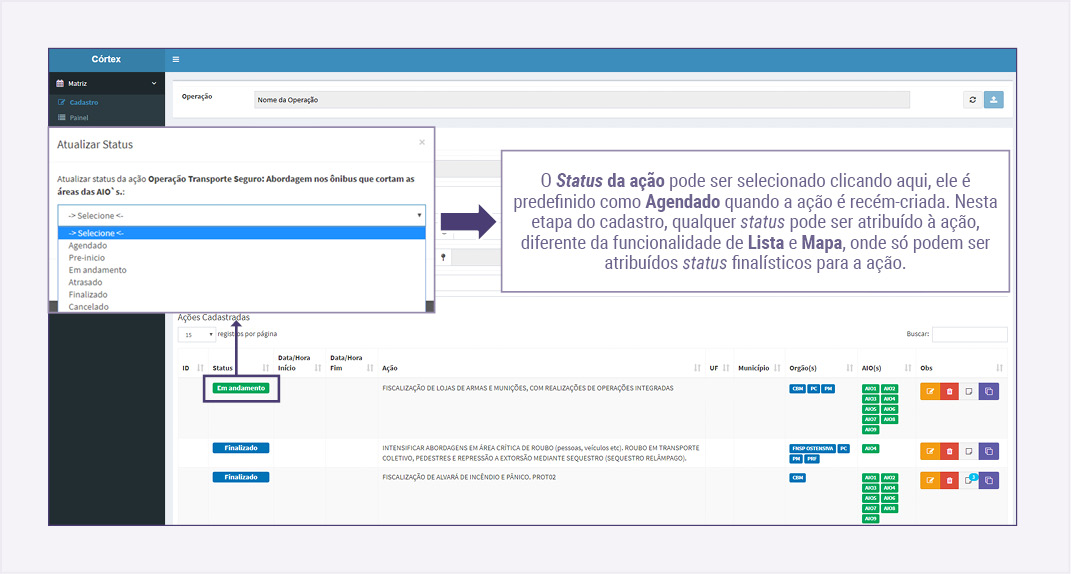 Córtex
Matriz
Cadastro
Painel
Operação
Nome da Operação
Atualizar Status
×
Atualizar status da ação Operação Transporte Seguro: Abordagem nos ônibus que cortam as
áreas das AIO`s.:
-> Selecione <-
-> Selecione <-
Agendado
Pre-inicio
Em andamento
Atrasado
Finalizado
Cancelado
O Status da ação pode ser selecionado clicando aqui, ele é
predefinido como Agendado quando a ação é recém-criada. Nesta
etapa do cadastro, qualquer status pode ser atribuído à ação,
diferente da funcionalidade de Lista e Mapa, onde só podem ser
atribuídos status finalísticos para a ação.
Ações Cadastradas
15 registros por página
Buscar:
ID Status Data/Hora Início Data/Hora Fim Ação UF Município Orgão(s) AIO(s) Obs
Em andamento FISCALIZAÇÃO DE LOJAS DE ARMAS E MUNIÇÕES, COM REALIZAÇÕES DE OPERAÇÕES INTEGRADAS CBM PC PM AIO1 AIO2
AIO3 AIO4
AIO5 AIO6
AIO7 AIO8
AIO9
Finalizado INTENSIFICAR ABORDAGENS EM ÁREA CRÍTICA DE ROUBO (pessoas, veículos etc). ROUBO EM TRANSPORTE FNSP OSTENSIVA PC AIO4
COLETIVO, PEDESTRES E REPRESSÃO A EXTORSÃO MEDIANTE SEQUESTRO (SEQUESTRO RELÂMPAGO). PM PRF
Finalizado FISCALIZAÇÃO DE ALVARÁ DE INCÊNDIO E PÂNICO. PROT02 CBM AIO1 AIO2 3
AIO3 AIO4
AIO5 AIO6
AIO7 AIO8
AIO9